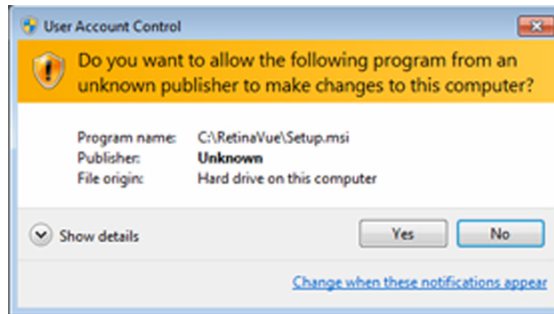 User Account Control
Do you want to allow the following program from an
unknown publisher to make changes to this computer?
Program name: C:\RetinaVue\Setup.msi
Publisher: Unknown
File origin: Hard drive on this computer
Show details
Yes No
Change when these notifications appear